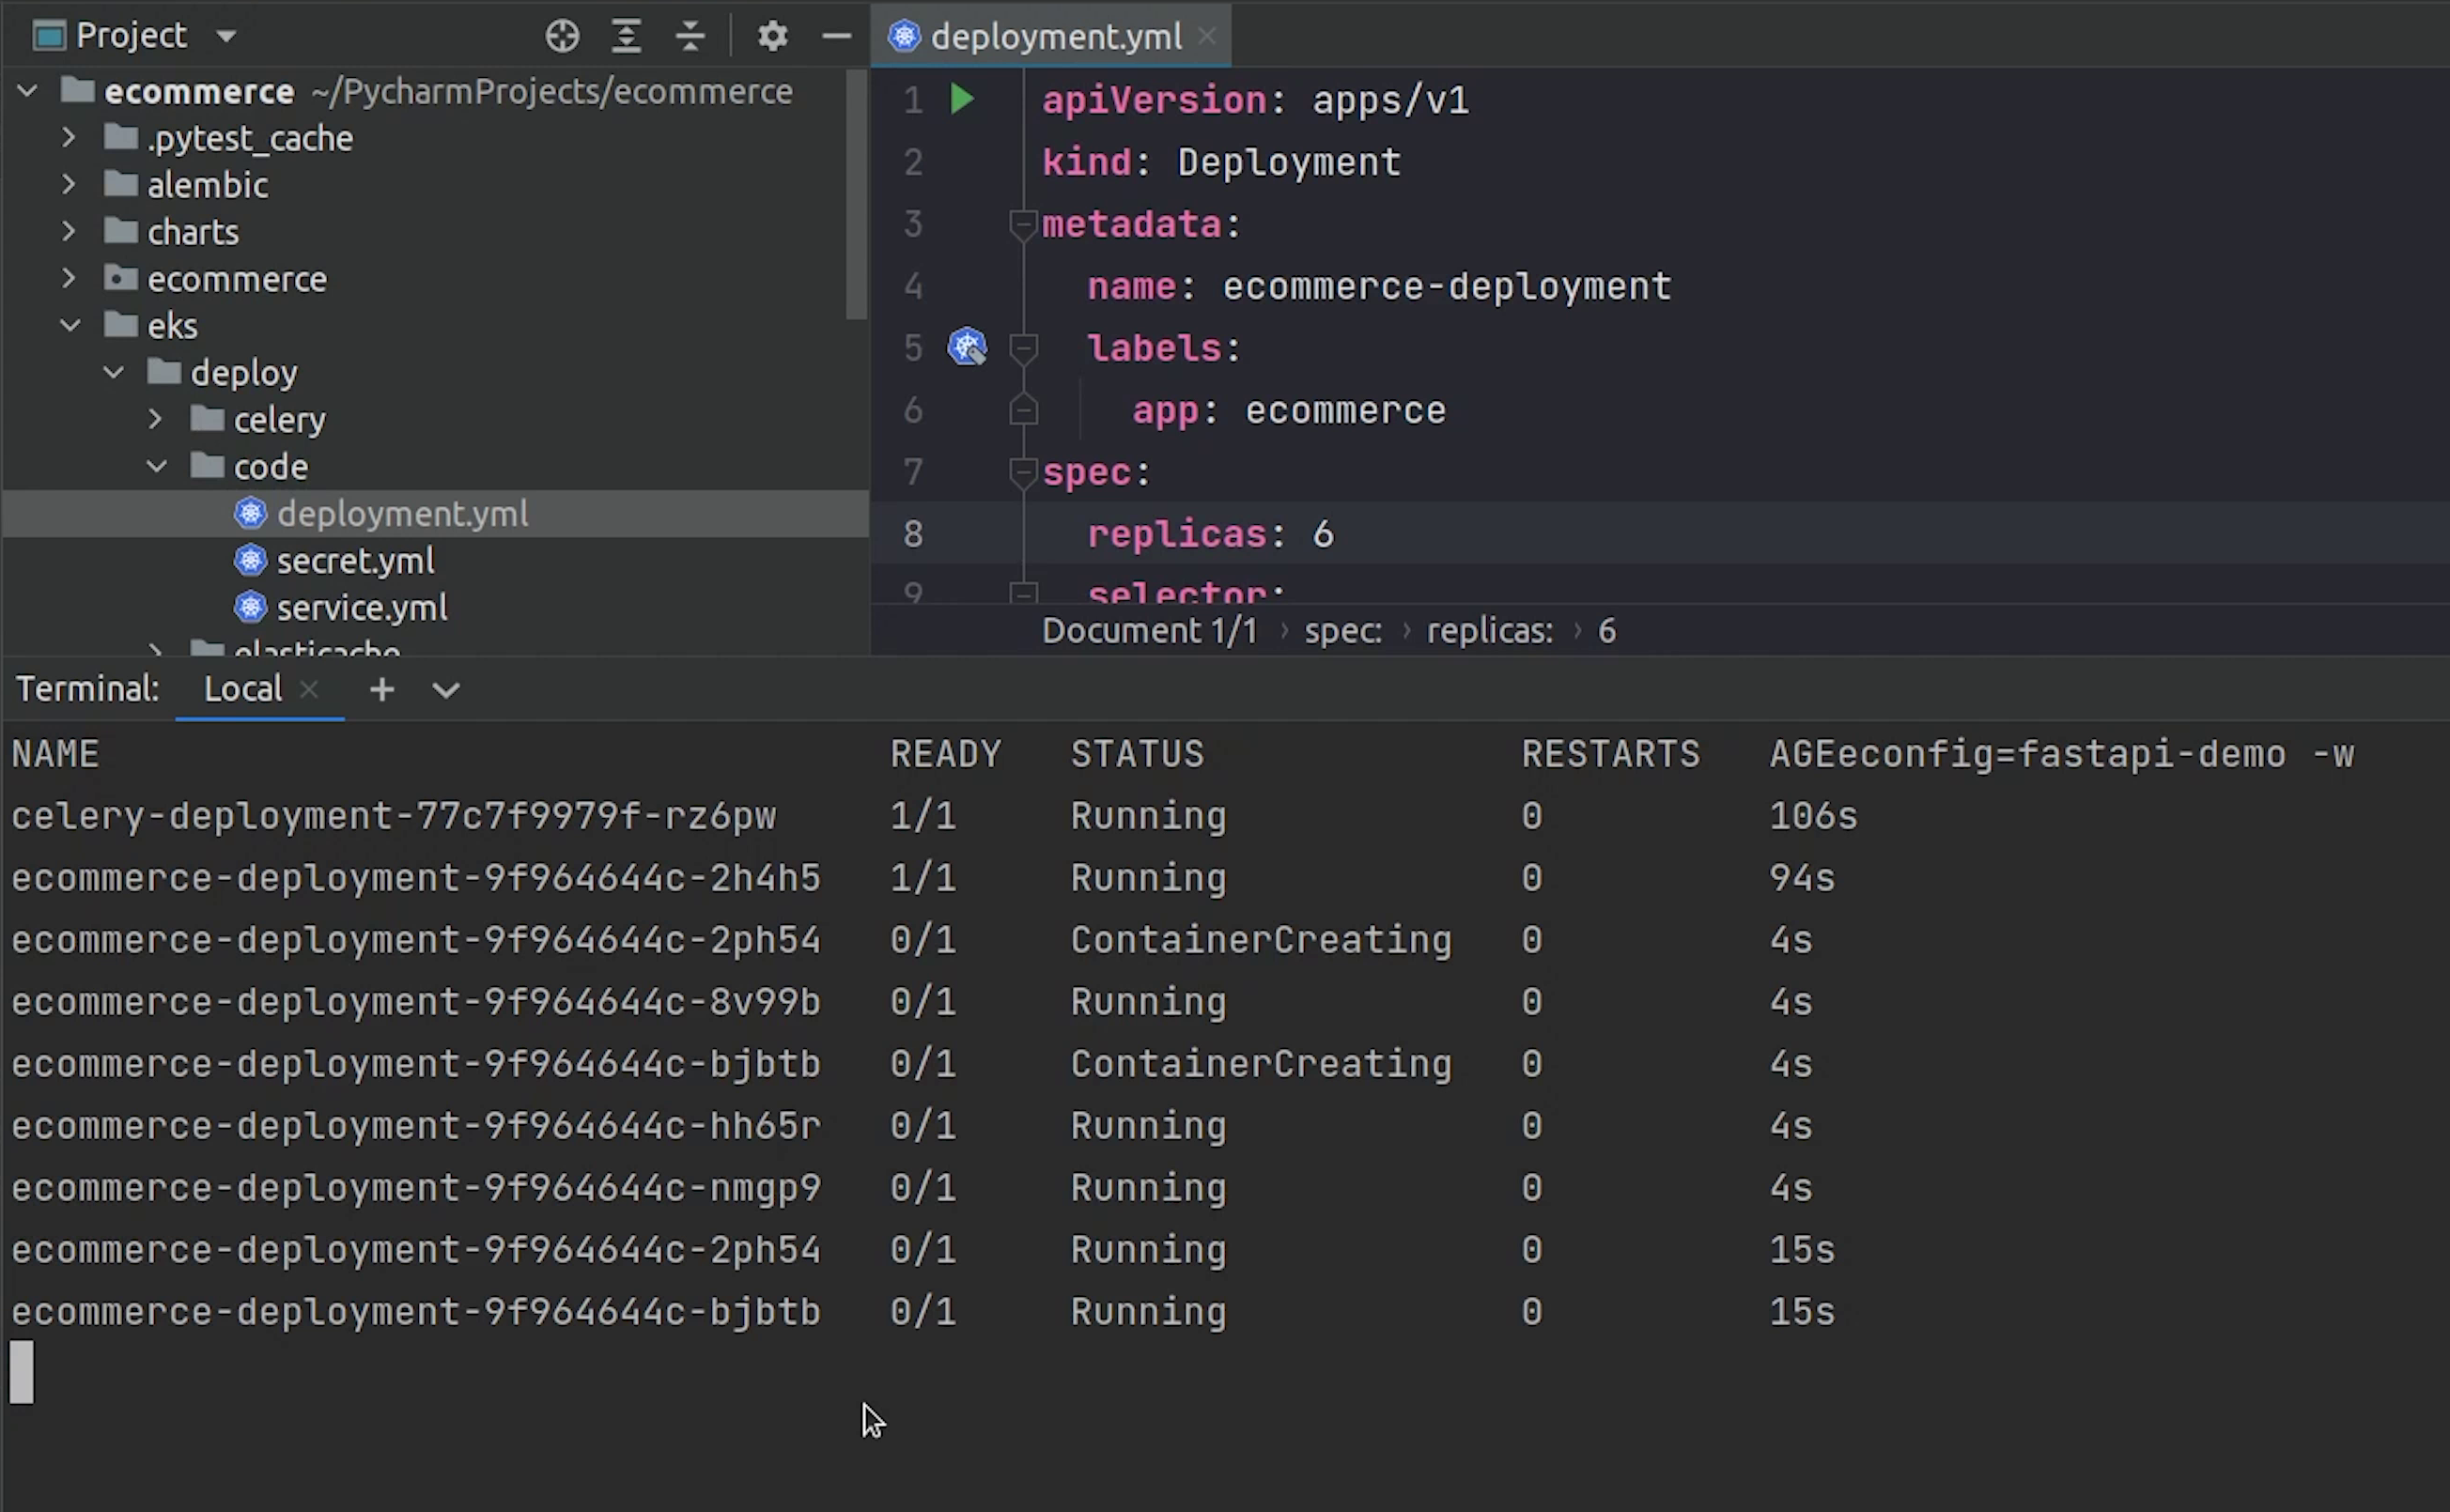 Project
ecommerce ~/PycharmProjects/ecommerce
.pytest_cache
alembic
charts
ecommerce
eks
deploy
celery
code
deployment.yml
secret.yml
service.yml
elasticache
deployment.yml
1 apiVersion: apps/v1
2 kind: Deployment
3 metadata:
4 name: ecommerce-deployment
5 labels:
6 app: ecommerce
7 spec:
8 replicas: 6
9 selector:
Document 1/1 › spec: › replicas: › 6
Terminal: Local
NAME READY STATUS RESTARTS AGEeconfig=fastapi-demo -w
celery-deployment-77c7f9979f-rz6pw 1/1 Running 0 106s
ecommerce-deployment-9f964644c-2h4h5 1/1 Running 0 94s
ecommerce-deployment-9f964644c-2ph54 0/1 ContainerCreating 0 4s
ecommerce-deployment-9f964644c-8v99b 0/1 Running 0 4s
ecommerce-deployment-9f964644c-bjbtb 0/1 ContainerCreating 0 4s
ecommerce-deployment-9f964644c-hh65r 0/1 Running 0 4s
ecommerce-deployment-9f964644c-nmgp9 0/1 Running 0 4s
ecommerce-deployment-9f964644c-2ph54 0/1 Running 0 15s
ecommerce-deployment-9f964644c-bjbtb 0/1 Running 0 15s